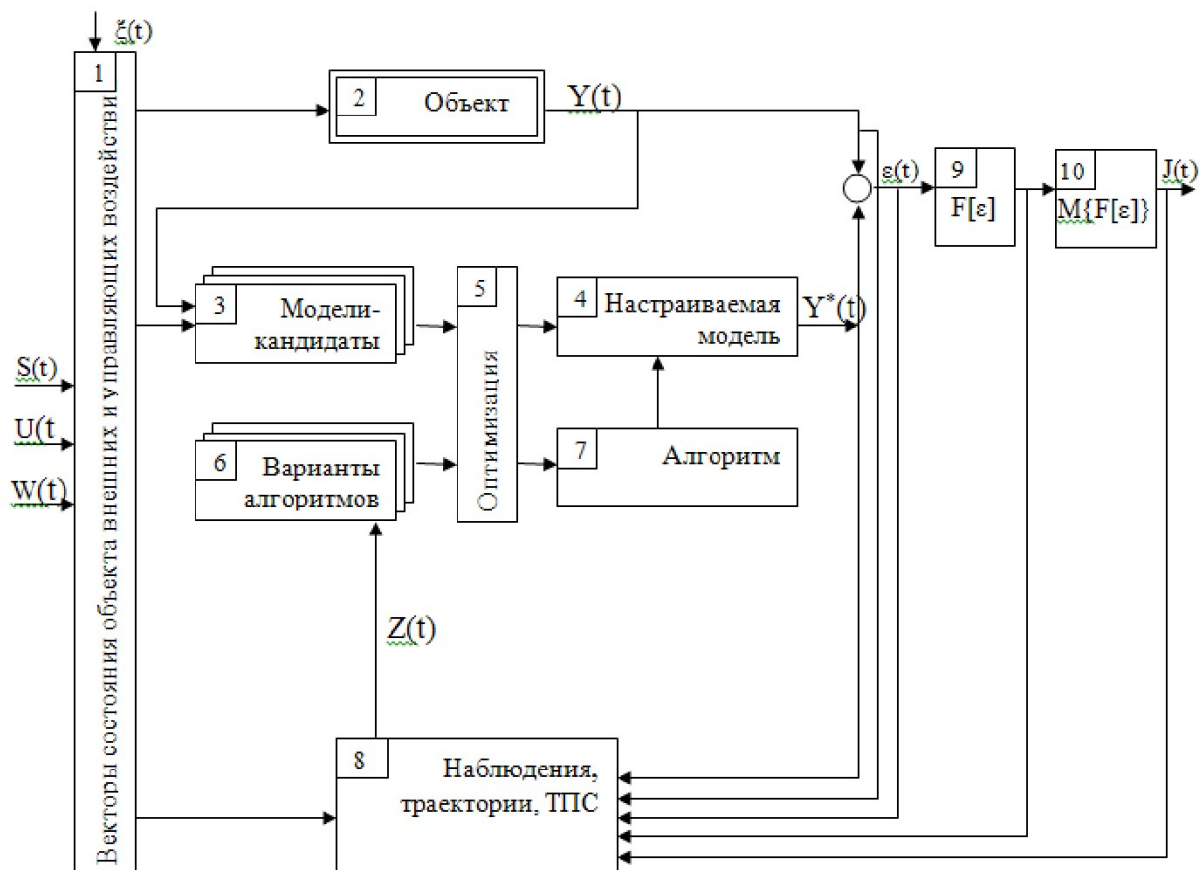 ξ(t)
1
Векторы состояния объекта внешних и управляющих воздействи
S(t)
U(t
W(t)
2
Объект
Y(t)
3
Модели-
кандидаты
5
Оптимизация
4
Настраиваемая
модель
Y*(t)
6
Варианты
алгоритмов
7
Алгоритм
Z(t)
8
Наблюдения,
траектории, ТПС
ε(t)
9
F[ε]
10
M{F[ε]}
J(t)